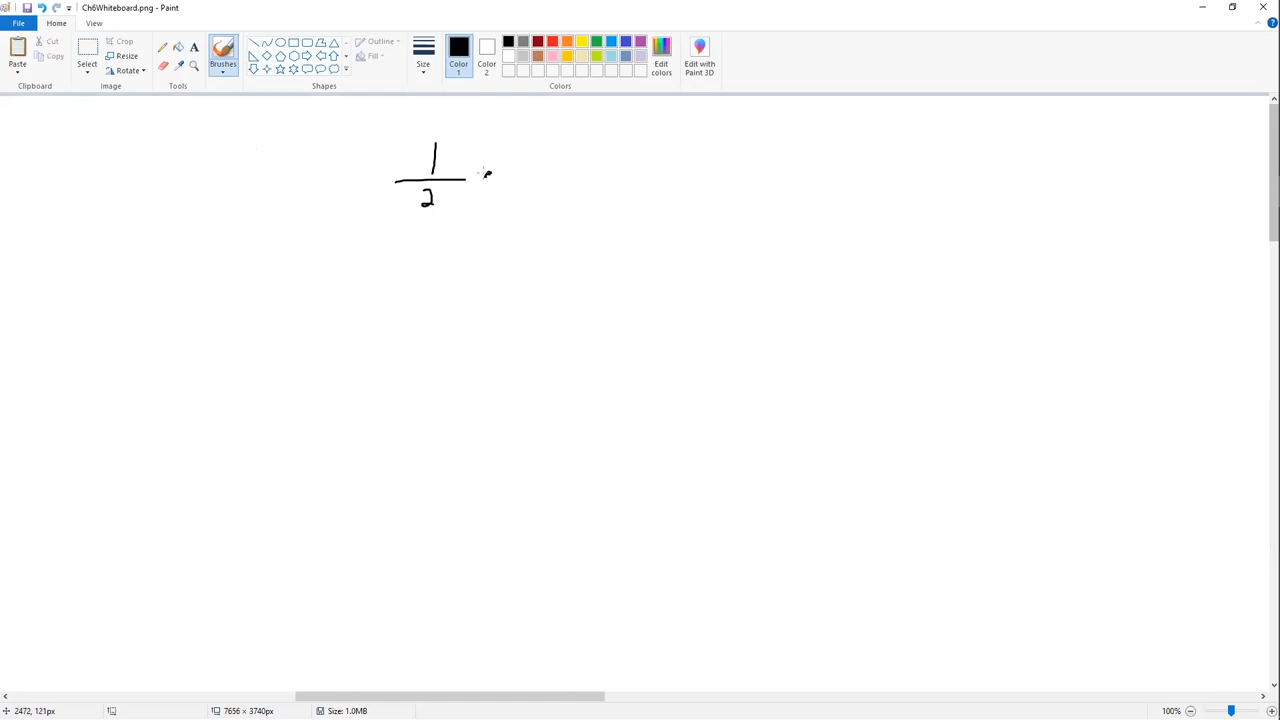 Ch6Whiteboard.png - Paint
File Home View
Paste
Cut
Copy
Clipboard
Select
Crop
Resize
Rotate
Image
A
Tools
Brushes
Outline
Fill
Shapes
Size
Color 1
Color 2
Edit colors
Colors
Edit with Paint 3D
1
2
2472, 121px
7656 × 3740px
Size: 1.0MB
100%